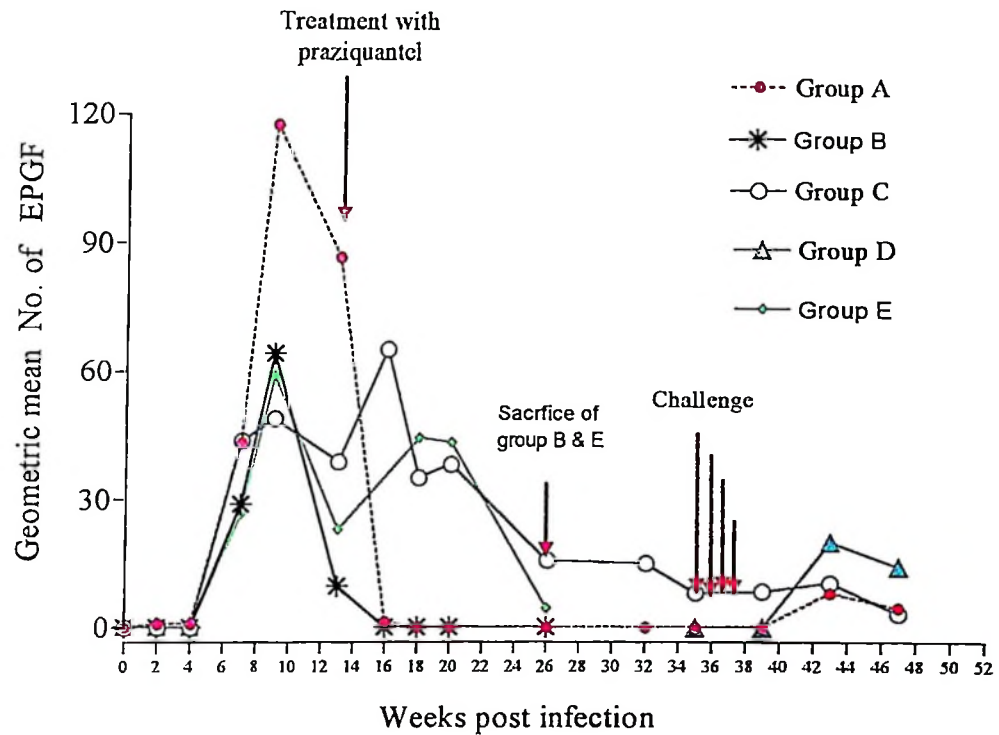 Treatment with
praziquantel
Group A
Group B
Group C
Group D
Group E
Geometric mean No. of EPGF
120
90
60
30
0
Sacrfice of
group B & E
Challenge
0 2 4 6 8 10 12 14 16 18 20 22 24 26 28 30 32 34 36 38 40 42 44 46 48 50 52
Weeks post infection